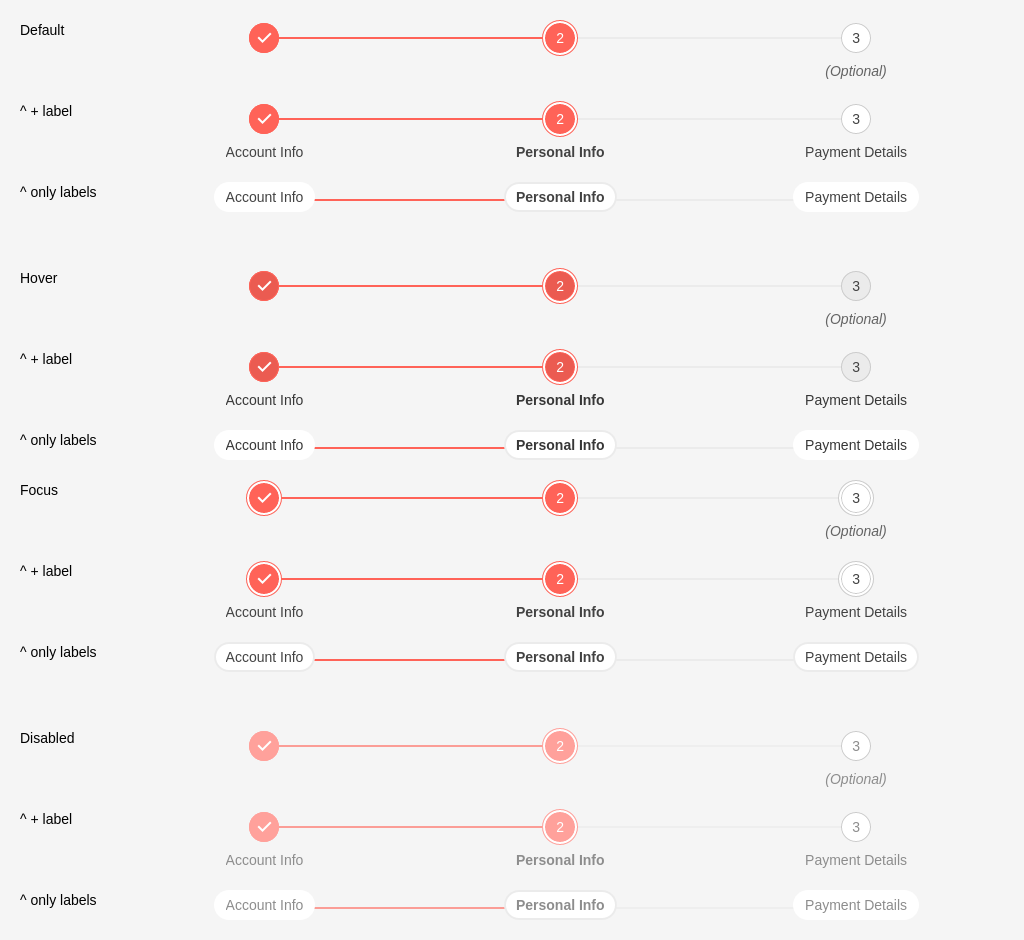 Default
2
3
(Optional)
^ + label
2
3
Account Info
Personal Info
Payment Details
^ only labels
Account Info
Personal Info
Payment Details
Hover
2
3
(Optional)
^ + label
2
3
Account Info
Personal Info
Payment Details
^ only labels
Account Info
Personal Info
Payment Details
Focus
2
3
(Optional)
^ + label
2
3
Account Info
Personal Info
Payment Details
^ only labels
Account Info
Personal Info
Payment Details
Disabled
2
3
(Optional)
^ + label
2
3
Account Info
Personal Info
Payment Details
^ only labels
Account Info
Personal Info
Payment Details